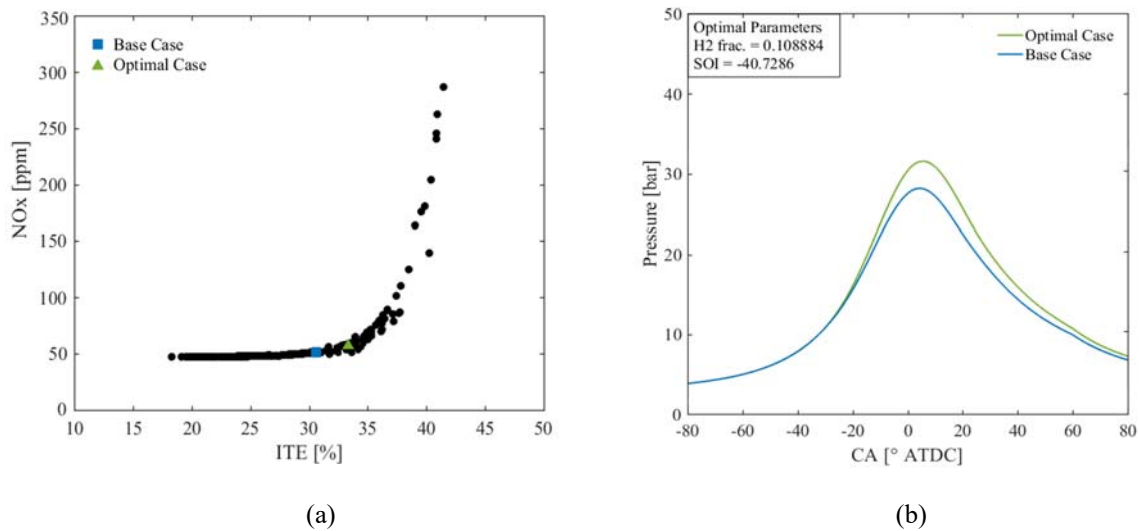 350
300
250
200
150
100
50
0
NOx [ppm]
Base Case
Optimal Case
10 15 20 25 30 35 40 45 50
ITE [%]
(a)
50
40
30
20
10
0
Pressure [bar]
Optimal Parameters
H2 frac. = 0.108884
SOI = -40.7286
Optimal Case
Base Case
-80 -60 -40 -20 0 20 40 60 80
CA [° ATDC]
(b)